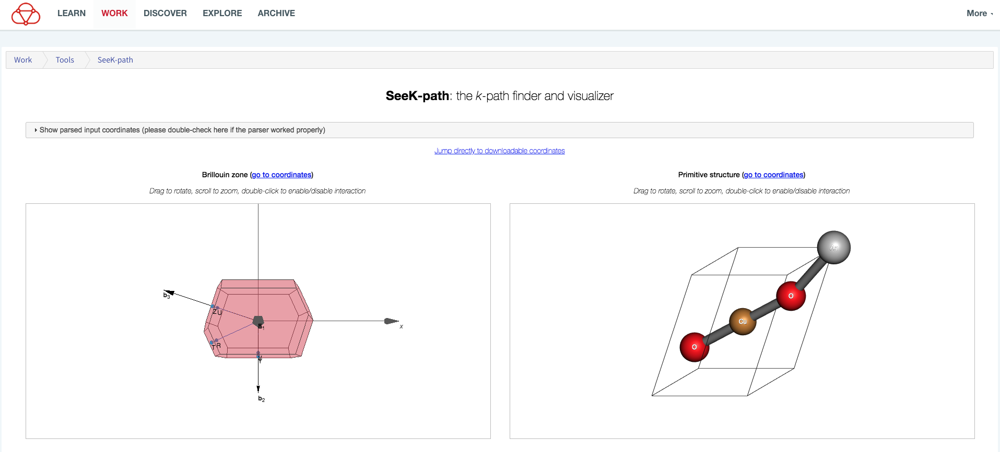 LEARN WORK DISCOVER EXPLORE ARCHIVE More
Work Tools SeeK-path
SeeK-path: the k-path finder and visualizer
Show parsed input coordinates (please double-check here if the parser worked properly)
Jump directly to downloadable coordinates
Brillouin zone (go to coordinates)
Drag to rotate, scroll to zoom, double-click to enable/disable interaction
b3
Z U
x
T R
Y
b2
Primitive structure (go to coordinates)
Drag to rotate, scroll to zoom, double-click to enable/disable interaction
Ag
O
Cu
O